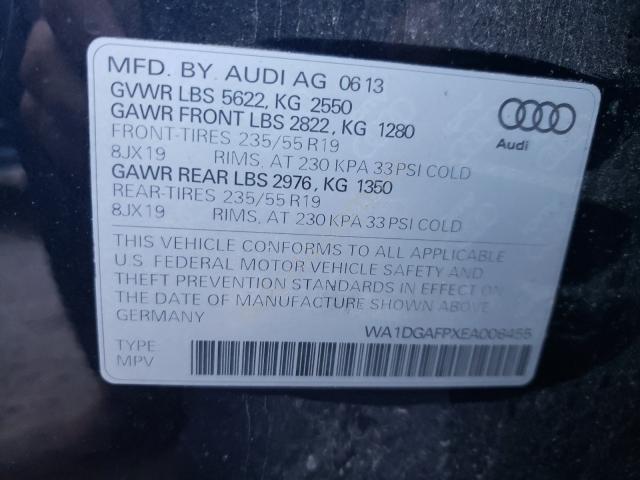 MFD. BY AUDI AG 0613
GVWR LBS 5622, KG 2550
GAWR FRONT LBS 2822, KG 1280
FRONT-TIRES 235/55 R19
8JX19 RIMS, AT 230 KPA 33 PSI COLD
GAWR REAR LBS 2976, KG 1350
REAR-TIRES 235/55 R19
8JX19 RIMS, AT 230 KPA 33 PSI COLD
Audi
THIS VEHICLE CONFORMS TO ALL APPLICABLE
U.S. FEDERAL MOTOR VEHICLE SAFETY AND
THEFT PREVENTION STANDARDS IN EFFECT ON
THE DATE OF MANUFACTURE SHOWN ABOVE.
GERMANY
WA1DGAFPXEA006455
TYPE:
MPV